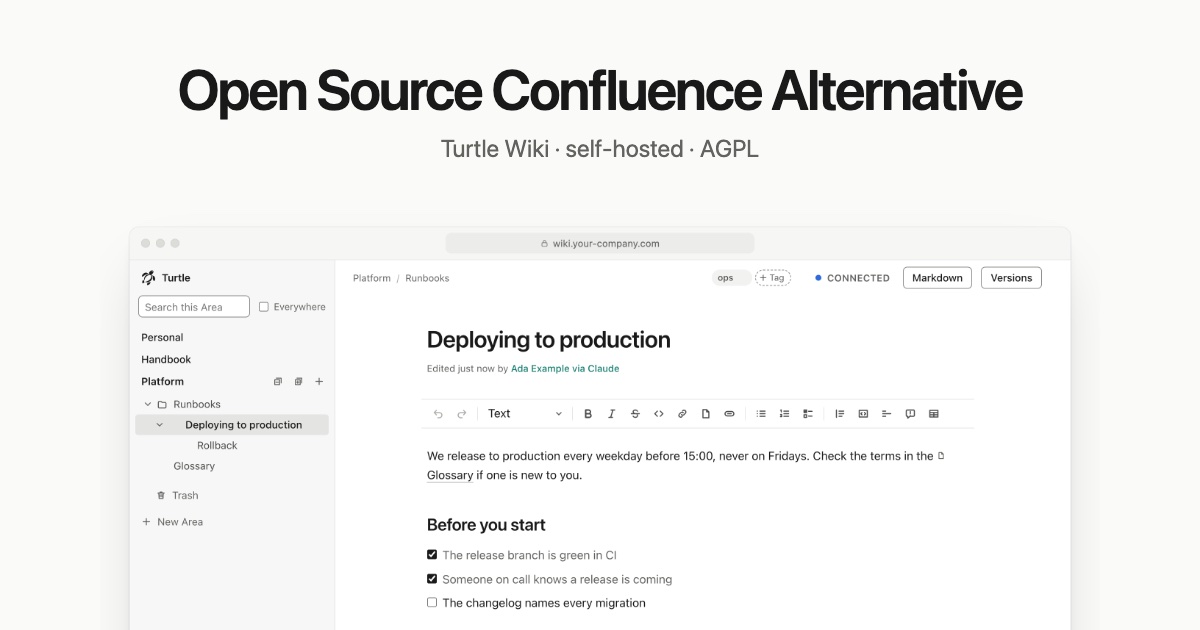 Open Source Confluence Alternative
Turtle Wiki · self-hosted · AGPL
wiki.your-company.com
Turtle
Search this Area
Everywhere
Personal
Handbook
Platform
Runbooks
Deploying to production
Rollback
Glossary
Trash
+ New Area
Platform / Runbooks
ops
+ Tag
CONNECTED
Markdown
Versions
Deploying to production
Edited just now by Ada Example via Claude
Text
B I S
We release to production every weekday before 15:00, never on Fridays. Check the terms in the
Glossary if one is new to you.
Before you start
The release branch is green in CI
Someone on call knows a release is coming
The changelog names every migration